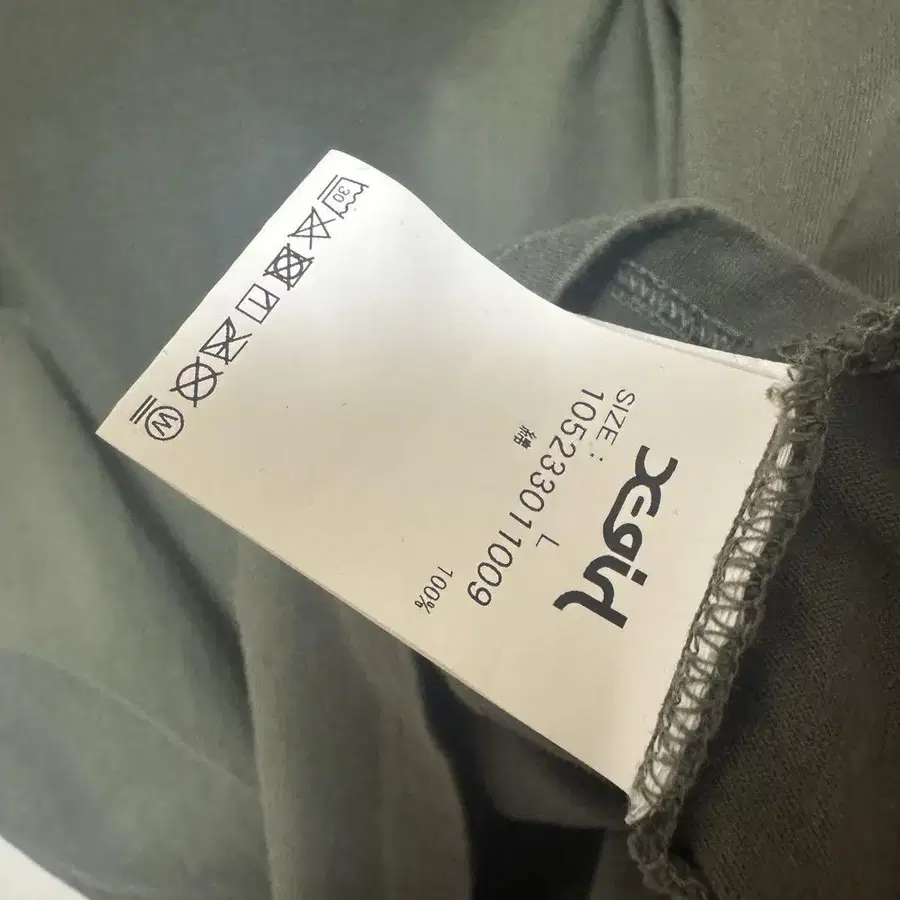 X-girl
SIZE : L
105233011009
綿 100%
30
W